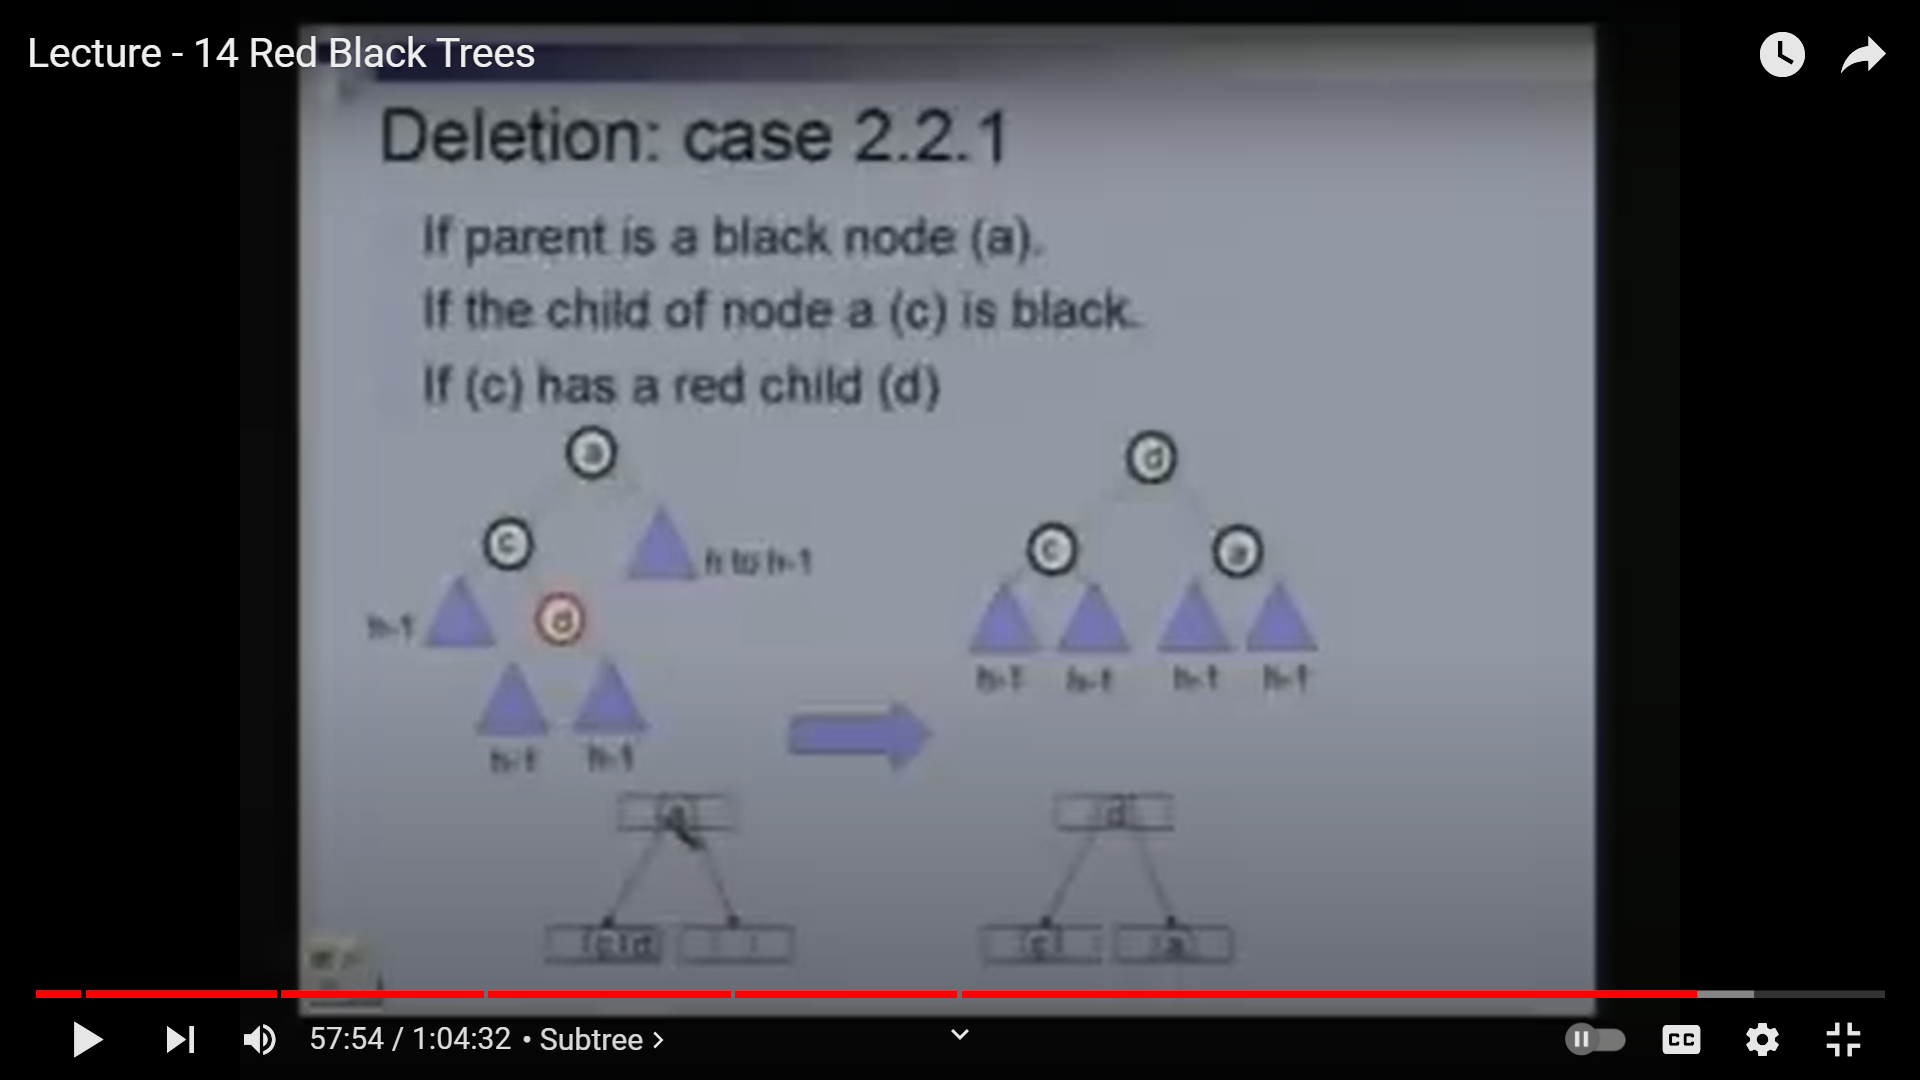 Lecture - 14 Red Black Trees
Deletion: case 2.2.1
If parent is a black node (a).
If the child of node a (c) is black.
If (c) has a red child (d)
a
d
c
h to h-1
c
a
h-1
d
h-1 h-1 h-1 h-1
h-1 h-1
a
d
c d
c
a
57:54 / 1:04:32 • Subtree >
CC